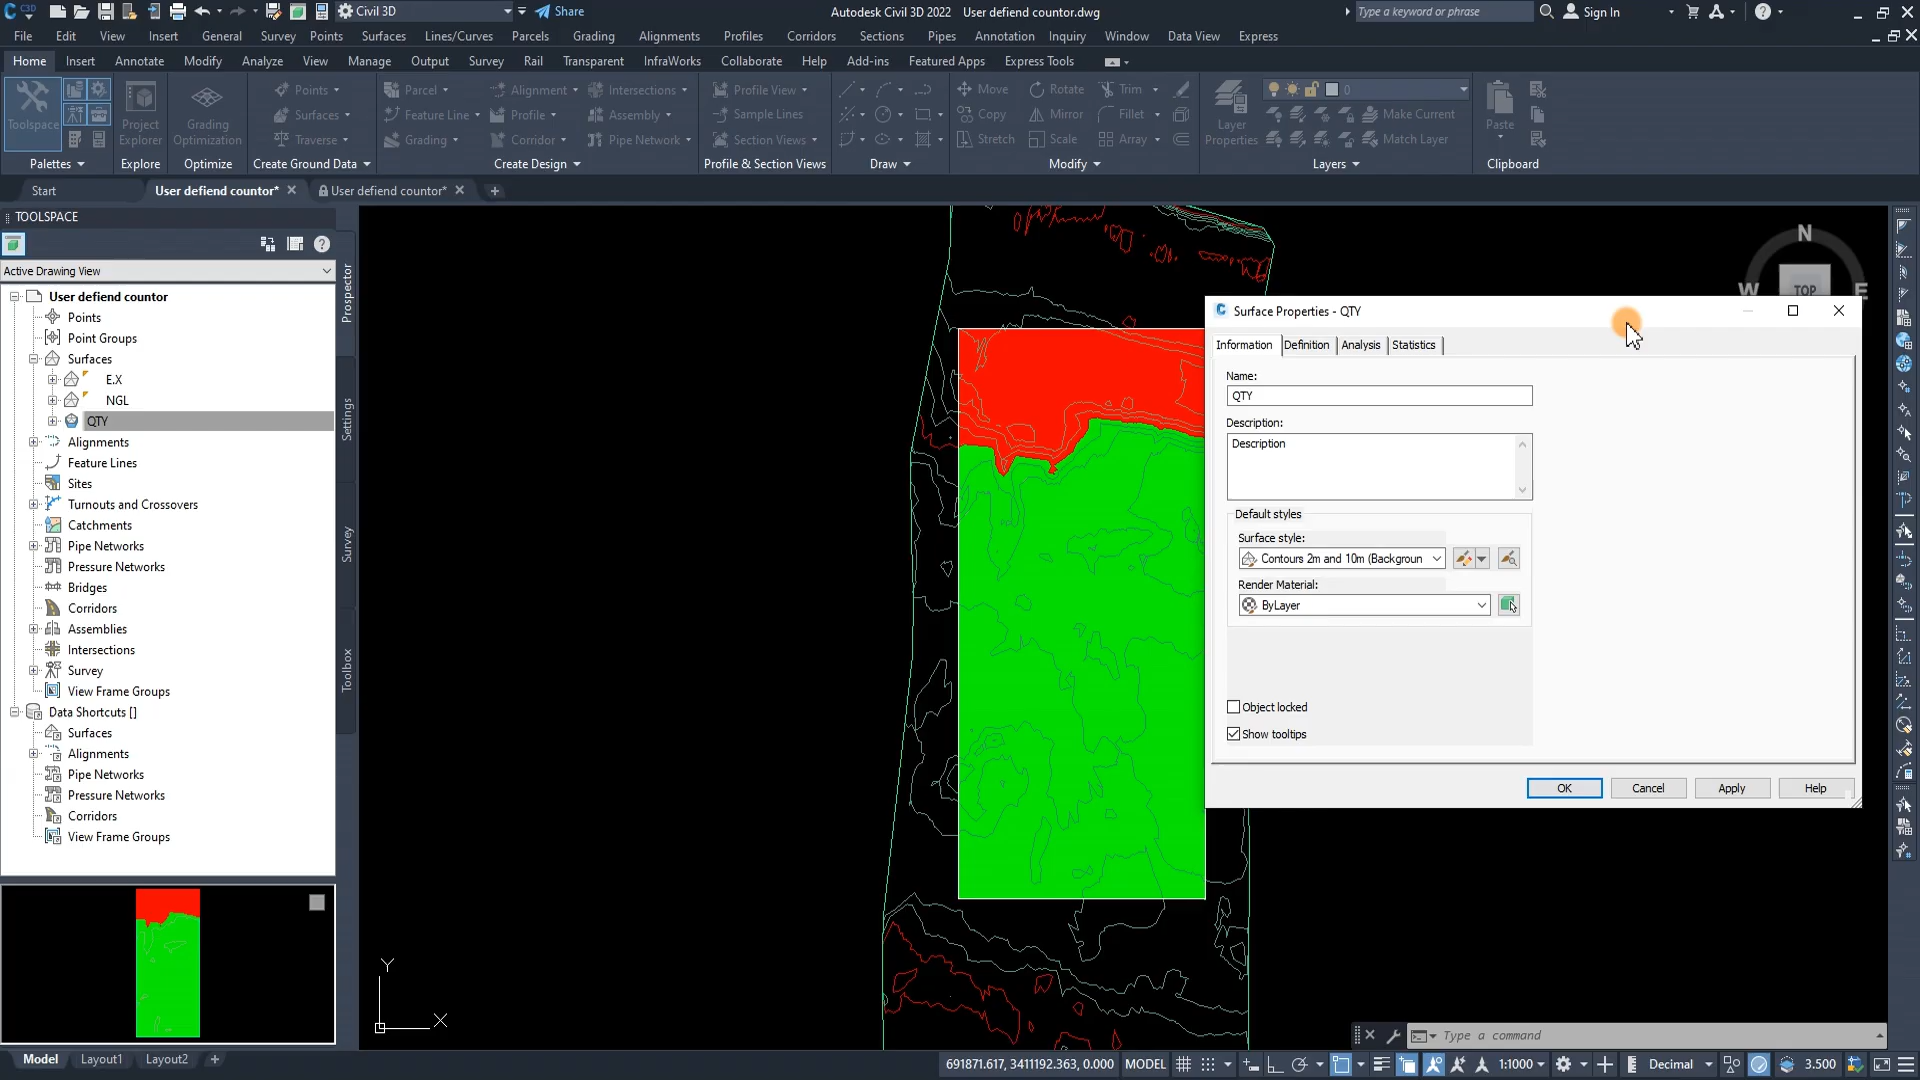 C3D Civil 3D Share Autodesk Civil 3D 2022 User defiend countor.dwg Type a keyword or phrase Sign In
File Edit View Insert General Survey Points Surfaces Lines/Curves Parcels Grading Alignments Profiles Corridors Sections Pipes Annotation Inquiry Window Data View Express
Home Insert Annotate Modify Analyze View Manage Output Survey Rail Transparent InfraWorks Collaborate Help Add-ins Featured Apps Express Tools
Points Parcel Alignment Intersections Profile View Move Rotate Trim 0
Toolspace Project Explorer Grading Optimization Surfaces Feature Line Profile Assembly Sample Lines Copy Mirror Fillet Layer Properties Make Current Paste
Traverse Grading Corridor Pipe Network Section Views Stretch Scale Array Match Layer
Palettes Explore Optimize Create Ground Data Create Design Profile & Section Views Draw Modify Layers Clipboard
Start User defiend countor* User defiend countor*
TOOLSPACE
Active Drawing View
Prospector
Settings
Survey
Toolbox
User defiend countor
Points
Point Groups
Surfaces
E.X
NGL
QTY
Alignments
Feature Lines
Sites
Turnouts and Crossovers
Catchments
Pipe Networks
Pressure Networks
Bridges
Corridors
Assemblies
Intersections
Survey
View Frame Groups
Data Shortcuts []
Surfaces
Alignments
Pipe Networks
Pressure Networks
Corridors
View Frame Groups
N
W TOP E
Surface Properties - QTY
Information Definition Analysis Statistics
Name:
QTY
Description:
Description
Default styles
Surface style:
Contours 2m and 10m (Backgroun
Render Material:
ByLayer
Object locked
Show tooltips
OK Cancel Apply Help
Y
X
Type a command
Model Layout1 Layout2
691871.617, 3411192.363, 0.000 MODEL 1:1000 Decimal 3.500